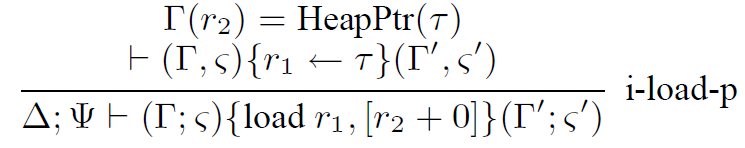 Γ(r₂) = HeapPtr(τ)
⊢ (Γ, ς){r₁ ← τ}(Γ′, ς′)
Δ; Ψ ⊢ (Γ; ς){load r₁, [r₂ + 0]}(Γ′; ς′)
i-load-p